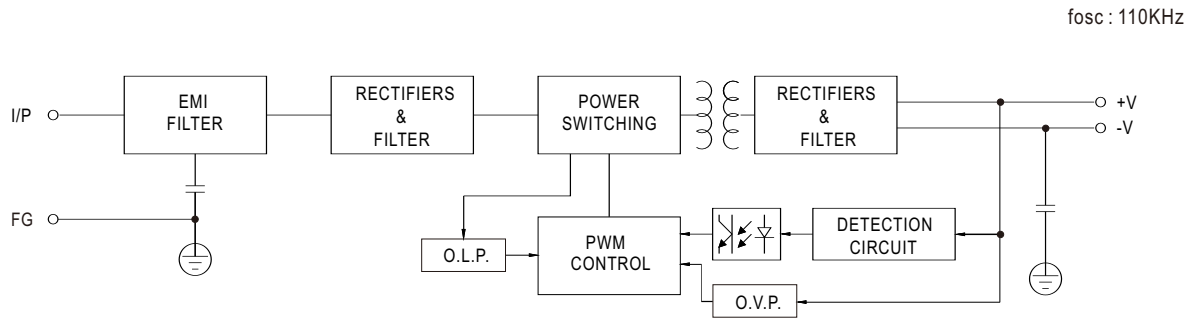 fosc : 110KHz
I/P
EMI
FILTER
RECTIFIERS
&
FILTER
POWER
SWITCHING
RECTIFIERS
&
FILTER
+V
-V
FG
O.L.P.
PWM
CONTROL
DETECTION
CIRCUIT
O.V.P.